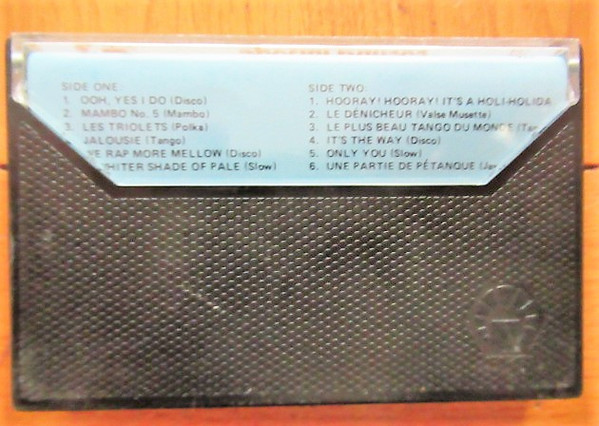 SIDE ONE:
1. OOH, YES I DO (Disco)
2. MAMBO No. 5 (Mambo)
3. LES TRIOLETS (Polka)
JALOUSIE (Tango)
RAP MORE MELLOW (Disco)
SHADE OF PALE (Slow)
SIDE TWO:
1. HOORAY! HOORAY! IT'S A HOLI-HOLIDA
2. LE DÉNICHEUR (Valse Musette)
3. LE PLUS BEAU TANGO DU MONDE
4. IT'S THE WAY (Disco)
5. ONLY YOU (Slow)
6. UNE PARTIE DE PÉTANQUE